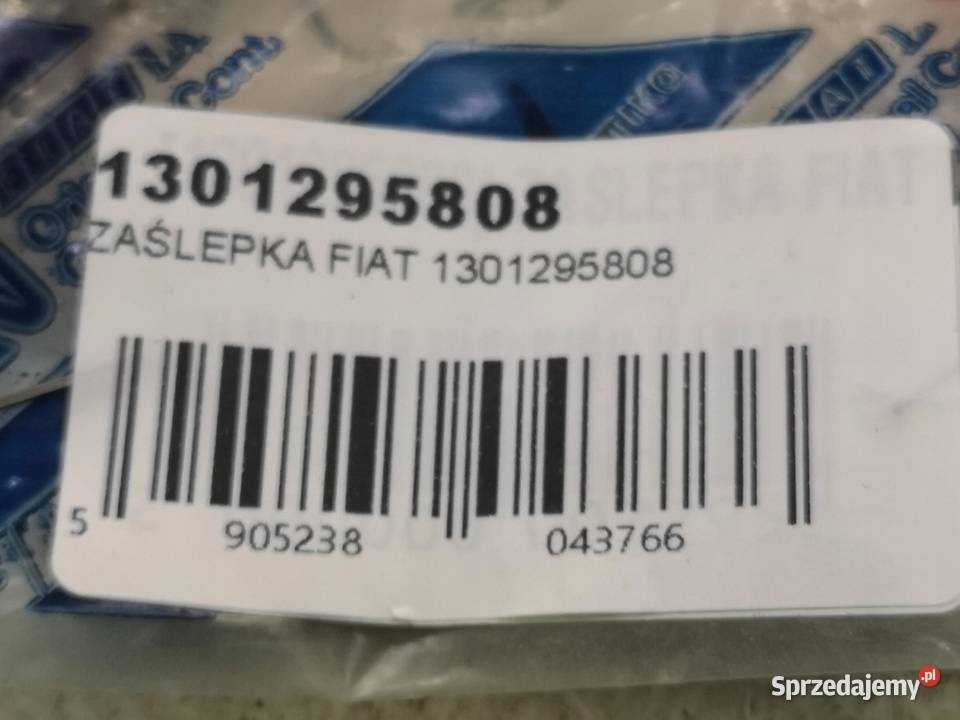 1301295808
ZAŚLEPKA FIAT 1301295808
5 905238 043766
Sprzedajemy.pl